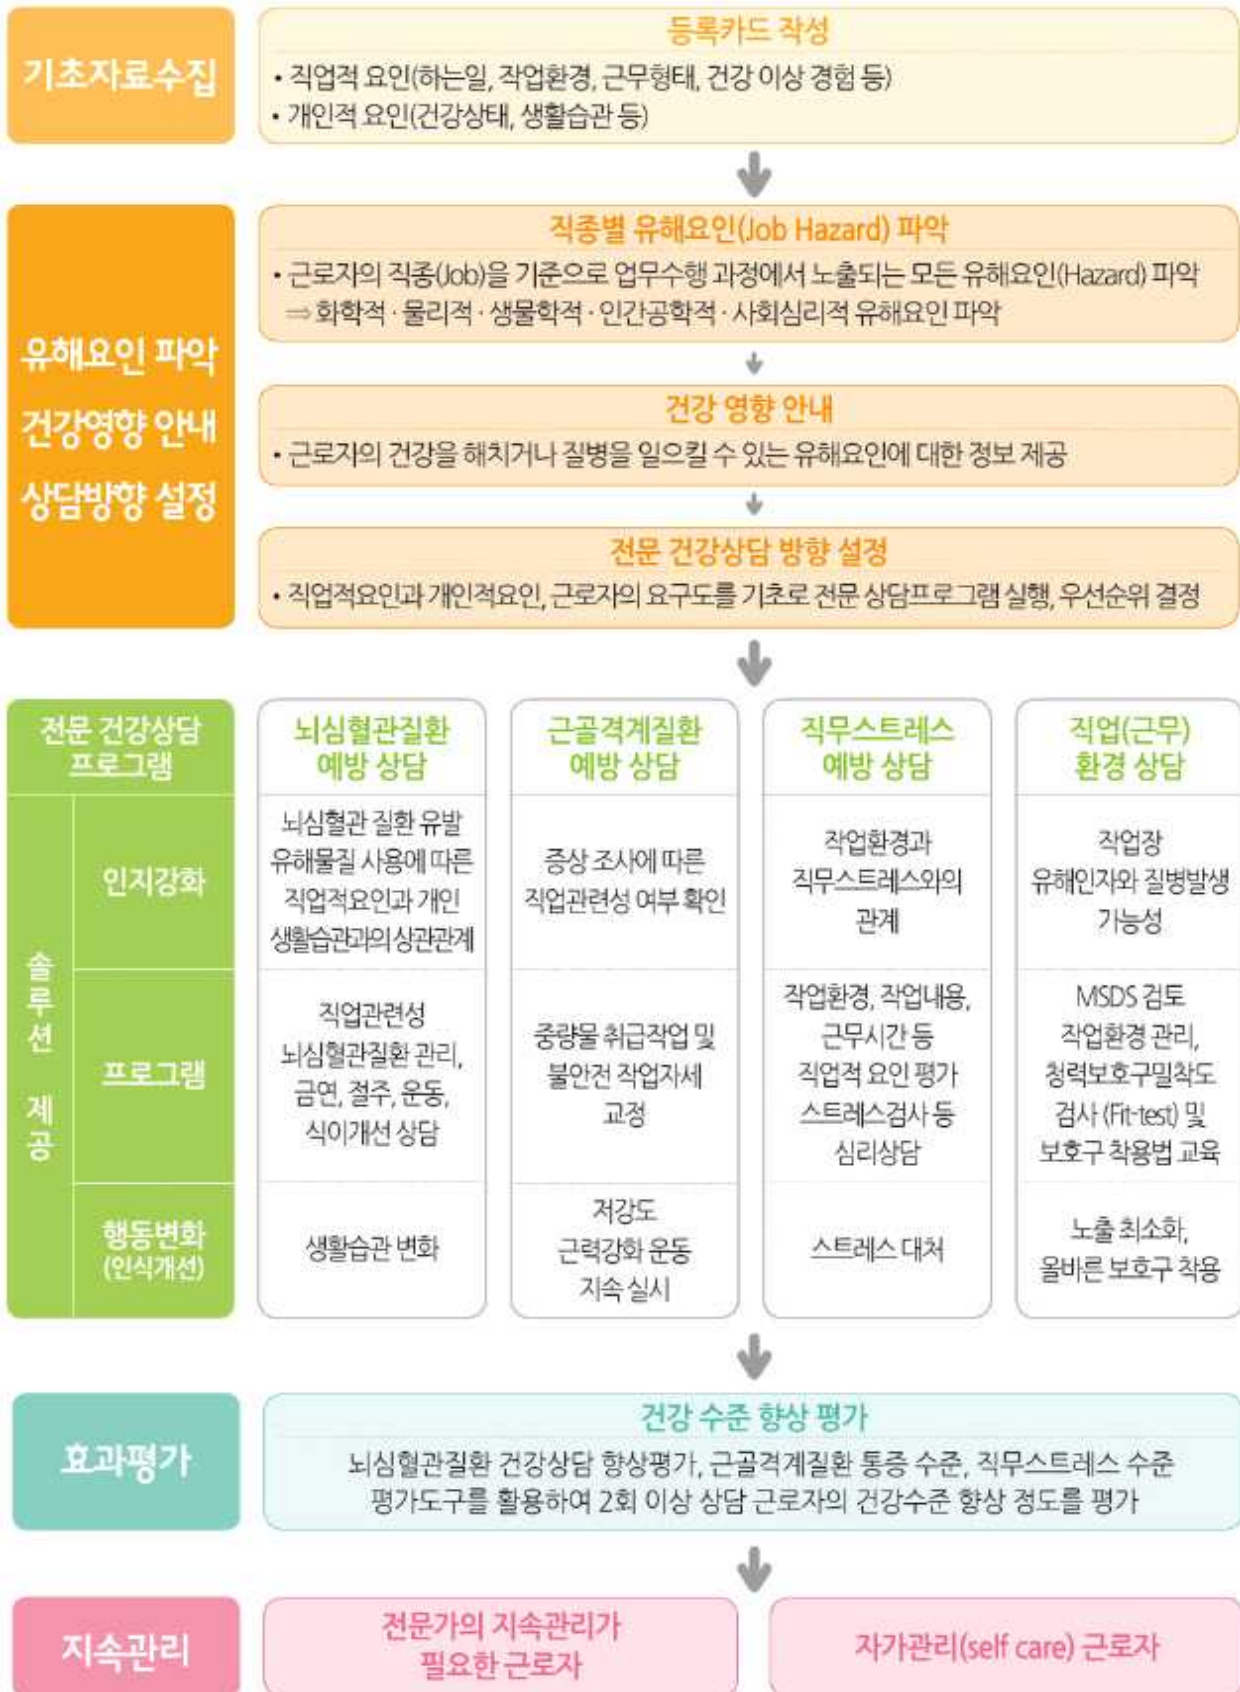 기초자료수집
등록카드 작성
• 직업적 요인(하는일, 작업환경, 근무형태, 건강 이상 경험 등)
• 개인적 요인(건강상태, 생활습관 등)
유해요인 파악
건강영향 안내
상담방향 설정
직종별 유해요인(Job Hazard) 파악
• 근로자의 직종(Job)을 기준으로 업무수행 과정에서 노출되는 모든 유해요인(Hazard) 파악
⇒ 화학적 · 물리적 · 생물학적 · 인간공학적 · 사회심리적 유해요인 파악
건강 영향 안내
• 근로자의 건강을 해치거나 질병을 일으킬 수 있는 유해요인에 대한 정보 제공
전문 건강상담 방향 설정
• 직업적요인과 개인적요인, 근로자의 요구도를 기초로 전문 상담프로그램 실행, 우선순위 결정
전문 건강상담
프로그램
뇌심혈관질환
예방 상담
근골격계질환
예방 상담
직무스트레스
예방 상담
직업(근무)
환경 상담
솔루션 제공
인지강화
뇌심혈관 질환 유발
유해물질 사용에 따른
직업적요인과 개인
생활습관과의 상관관계
증상 조사에 따른
직업관련성 여부 확인
작업환경과
직무스트레스와의
관계
작업장
유해인자와 질병발생
가능성
프로그램
직업관련성
뇌심혈관질환 관리,
금연, 절주, 운동,
식이개선 상담
중량물 취급작업 및
불안전 작업자세
교정
작업환경, 작업내용,
근무시간 등
직업적 요인 평가
스트레스검사 등
심리상담
MSDS 검토
작업환경 관리,
청력보호구밀착도
검사 (Fit-test) 및
보호구 착용법 교육
행동변화
(인식개선)
생활습관 변화
저강도
근력강화 운동
지속 실시
스트레스 대처
노출 최소화,
올바른 보호구 착용
효과평가
건강 수준 향상 평가
뇌심혈관질환 건강상담 향상평가, 근골격계질환 통증 수준, 직무스트레스 수준
평가도구를 활용하여 2회 이상 상담 근로자의 건강수준 향상 정도를 평가
지속관리
전문가의 지속관리가
필요한 근로자
자가관리(self care) 근로자